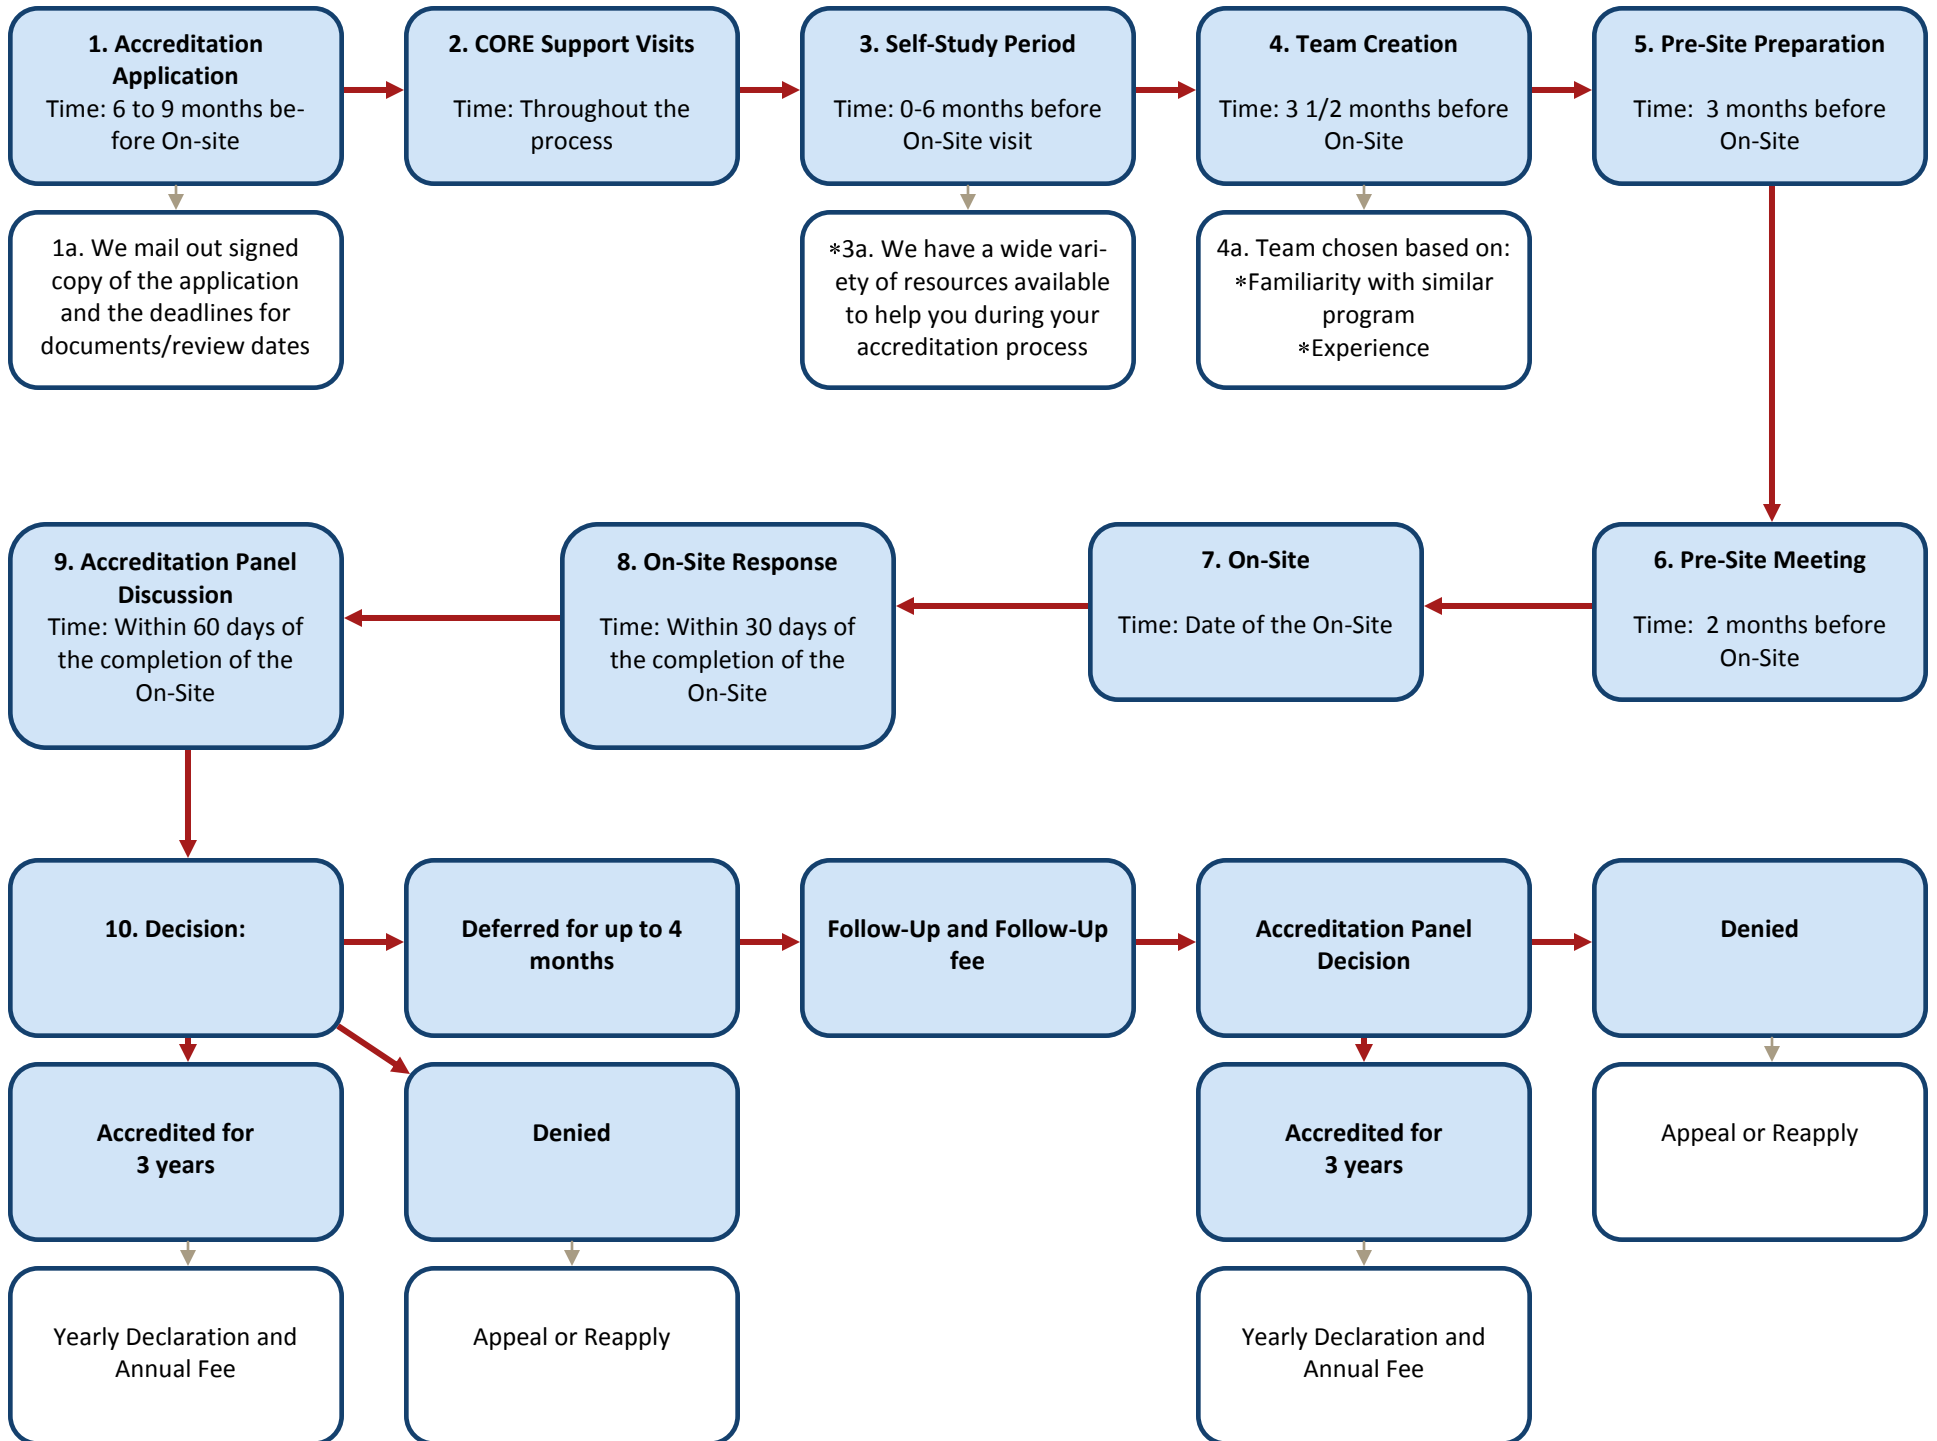 1. Accreditation
Application
Time: 6 to 9 months be-
fore On-site
2. CORE Support Visits
Time: Throughout the
process
3. Self-Study Period
Time: 0-6 months before
On-Site visit
4. Team Creation
Time: 3 1/2 months before
On-Site
5. Pre-Site Preparation
Time: 3 months before
On-Site
1a. We mail out signed
copy of the application
and the deadlines for
documents/review dates
*3a. We have a wide vari-
ety of resources available
to help you during your
accreditation process
4a. Team chosen based on:
*Familiarity with similar
program
*Experience
6. Pre-Site Meeting
Time: 2 months before
On-Site
7. On-Site
Time: Date of the On-Site
8. On-Site Response
Time: Within 30 days of
the completion of the
On-Site
9. Accreditation Panel
Discussion
Time: Within 60 days of
the completion of the
On-Site
10. Decision:
Deferred for up to 4
months
Follow-Up and Follow-Up
fee
Accreditation Panel
Decision
Denied
Accredited for
3 years
Denied
Accredited for
3 years
Appeal or Reapply
Yearly Declaration and
Annual Fee
Appeal or Reapply
Yearly Declaration and
Annual Fee